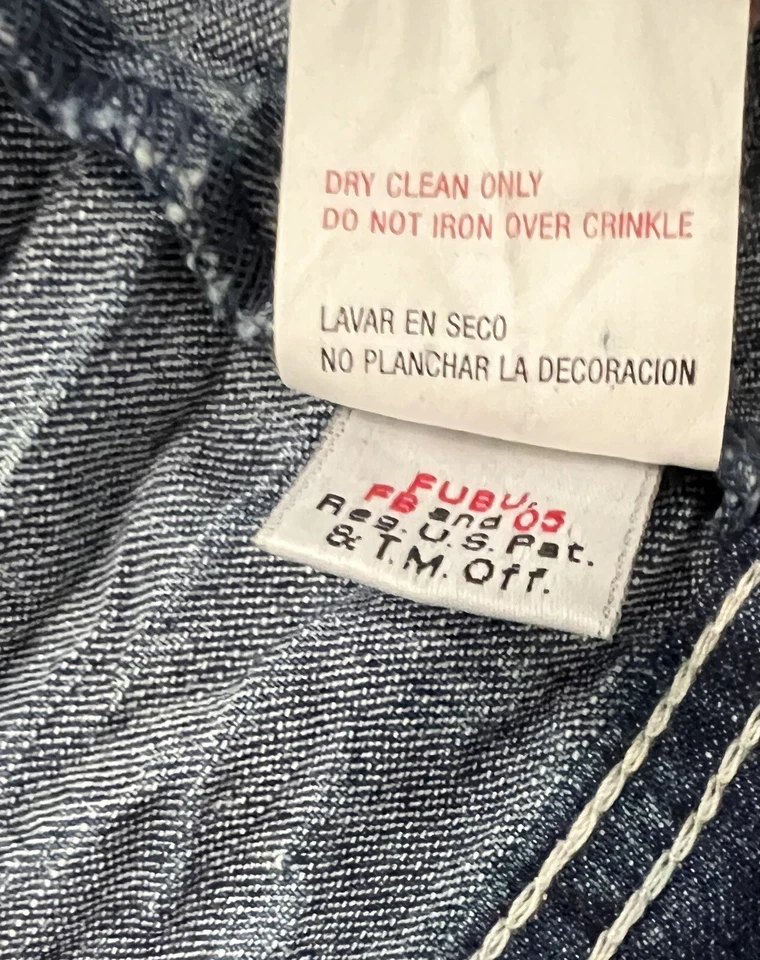 DRY CLEAN ONLY
DO NOT IRON OVER CRINKLE
LAVAR EN SECO
NO PLANCHAR LA DECORACION
FUBU,
FB and 05
Reg. U.S. Pat.
& T.M. Off.